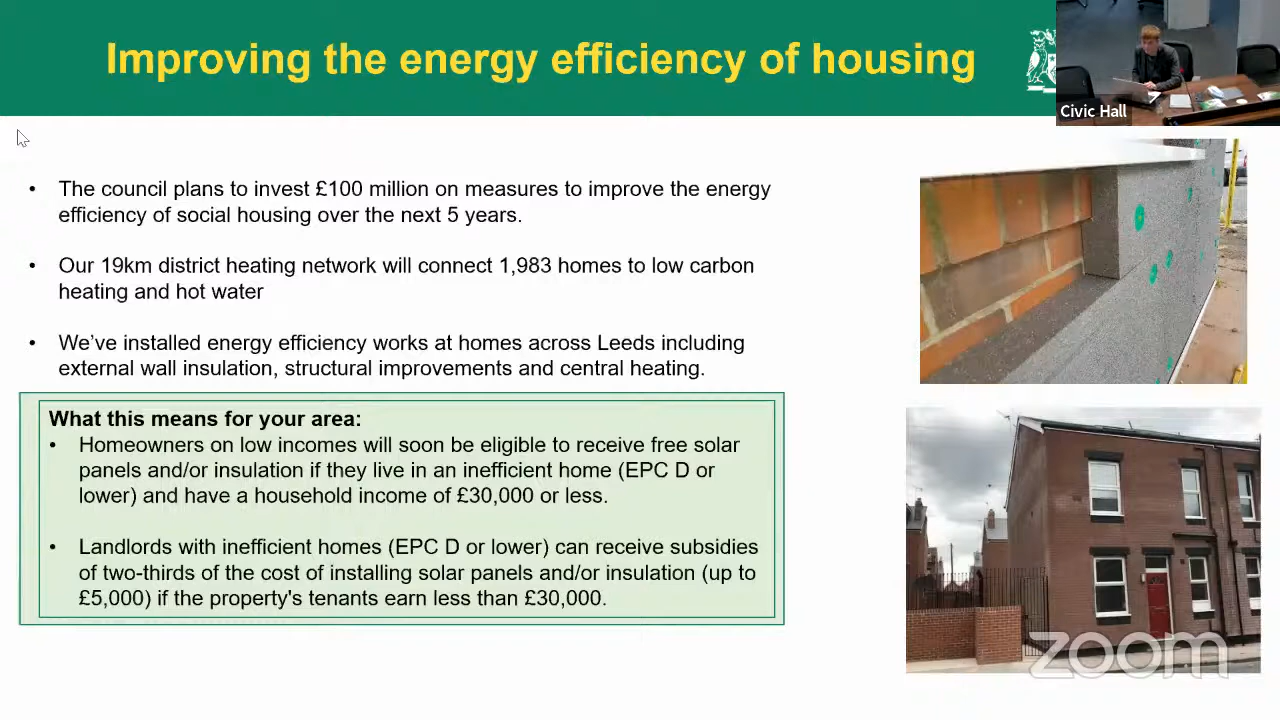 Improving the energy efficiency of housing
Civic Hall
• The council plans to invest £100 million on measures to improve the energy
efficiency of social housing over the next 5 years.
• Our 19km district heating network will connect 1,983 homes to low carbon
heating and hot water
• We’ve installed energy efficiency works at homes across Leeds including
external wall insulation, structural improvements and central heating.
What this means for your area:
• Homeowners on low incomes will soon be eligible to receive free solar
panels and/or insulation if they live in an inefficient home (EPC D or
lower) and have a household income of £30,000 or less.
• Landlords with inefficient homes (EPC D or lower) can receive subsidies
of two-thirds of the cost of installing solar panels and/or insulation (up to
£5,000) if the property's tenants earn less than £30,000.
zoom